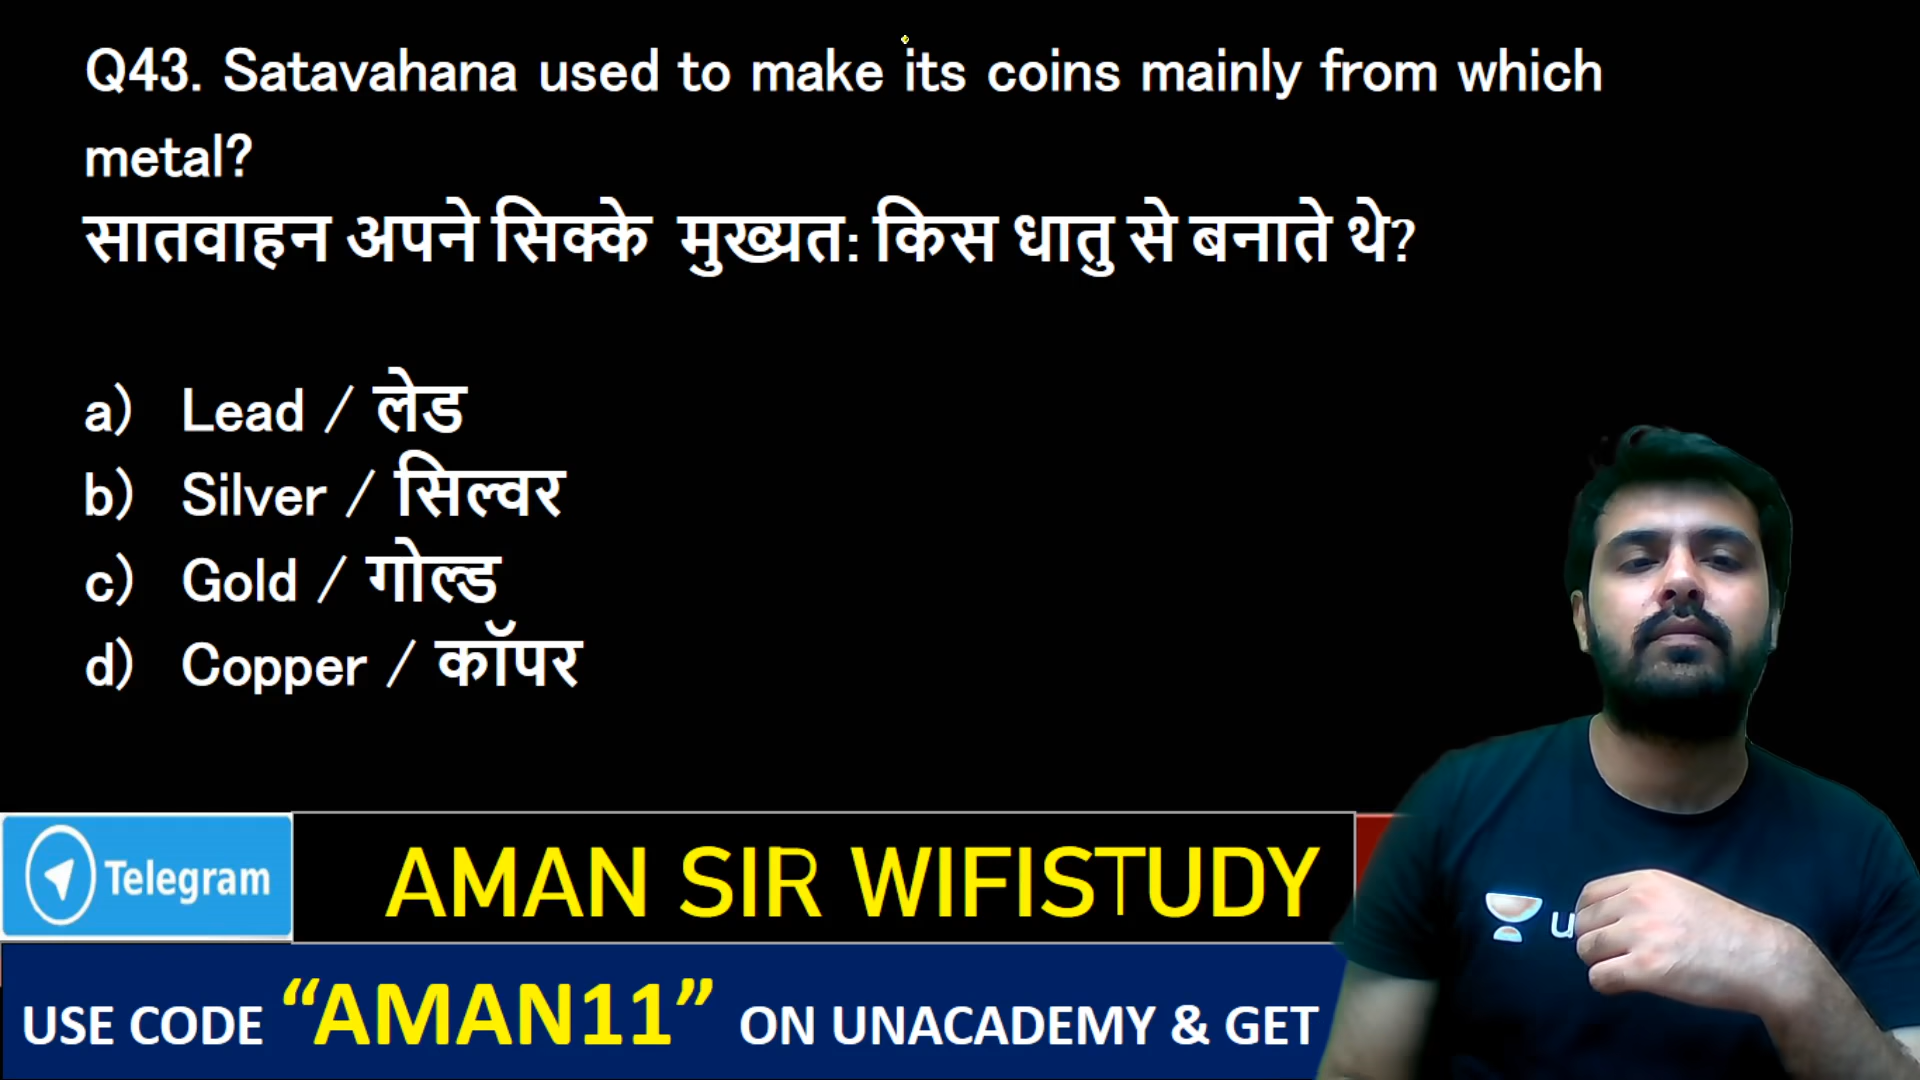 Q43. Satavahana used to make its coins mainly from which
metal?
सातवाहन अपने सिक्के मुख्यत: किस धातु से बनाते थे?
a) Lead / लेड
b) Silver / सिल्वर
c) Gold / गोल्ड
d) Copper / कॉपर
Telegram
AMAN SIR WIFISTUDY
USE CODE “AMAN11” ON UNACADEMY & GET
u